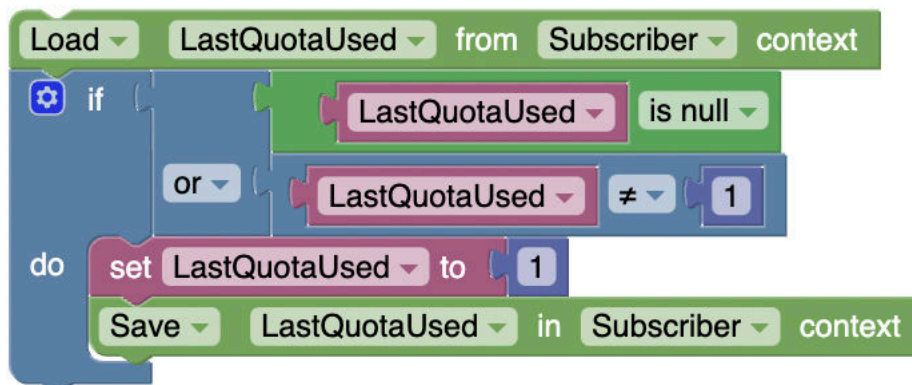 Load LastQuotaUsed from Subscriber context
if LastQuotaUsed is null
or LastQuotaUsed ≠ 1
do set LastQuotaUsed to 1
Save LastQuotaUsed in Subscriber context